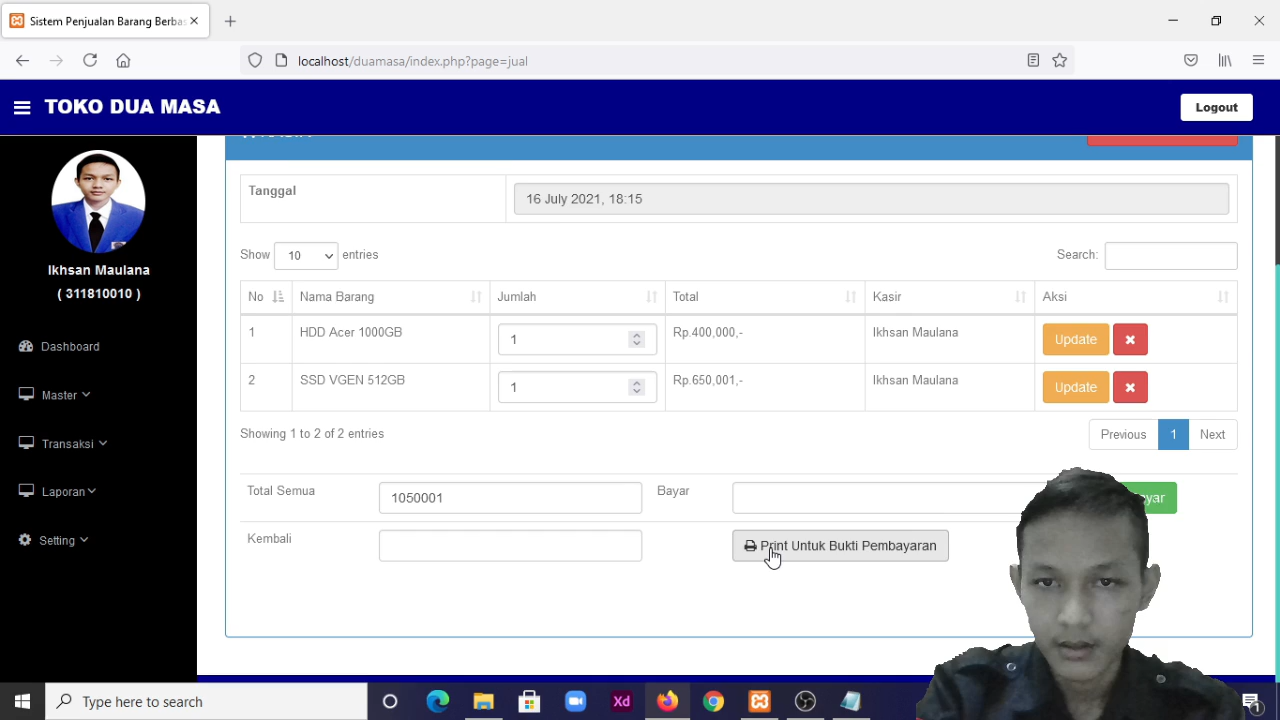 Sistem Penjualan Barang Berbas
localhost/duamasa/index.php?page=jual
TOKO DUA MASA
Logout
Ikhsan Maulana
( 311810010 )
Dashboard
Master
Transaksi
Laporan
Setting
Tanggal
16 July 2021, 18:15
Show 10 entries
Search:
No Nama Barang Jumlah Total Kasir Aksi
1 HDD Acer 1000GB 1 Rp.400,000,- Ikhsan Maulana Update
2 SSD VGEN 512GB 1 Rp.650,001,- Ikhsan Maulana Update
Showing 1 to 2 of 2 entries
Previous 1 Next
Total Semua 1050001 Bayar
Kembali Print Untuk Bukti Pembayaran
Type here to search
Xd
1